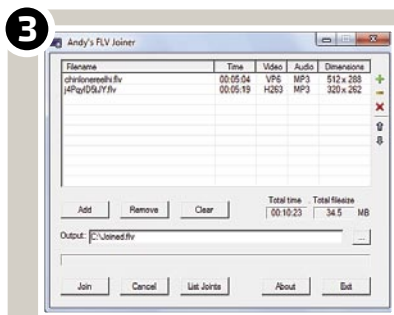 3
Andy's FLV Joiner
Filename Time Video Audio Dimensions
chinlonereelhi.flv 00:05:04 VP6 MP3 512 x 288
00:05:19 H263 MP3 320 x 262
Total time Total filesize
Add Remove Clear 00:10:23 34.5 MB
Output: C:\Joined.flv ...
Join Cancel List Joints About Exit